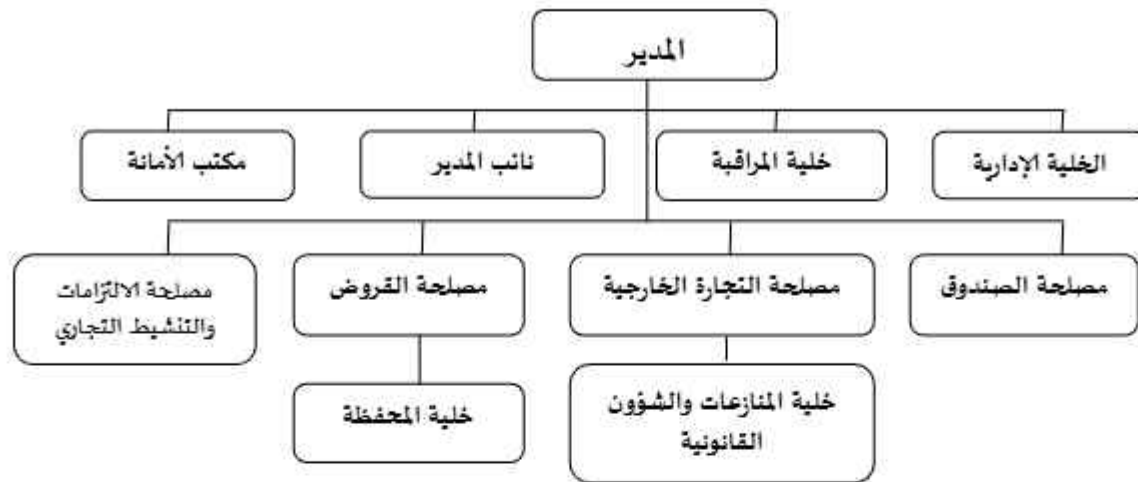 المدير
الخلية الإدارية
خلية المراقبة
نائب المدير
مكتب الأمانة
مصلحة الصندوق
مصلحة التجارة الخارجية
مصلحة القروض
مصلحة الالتزامات
والتنشيط التجاري
خلية المنازعات والشؤون
القانونية
خلية المحفظة